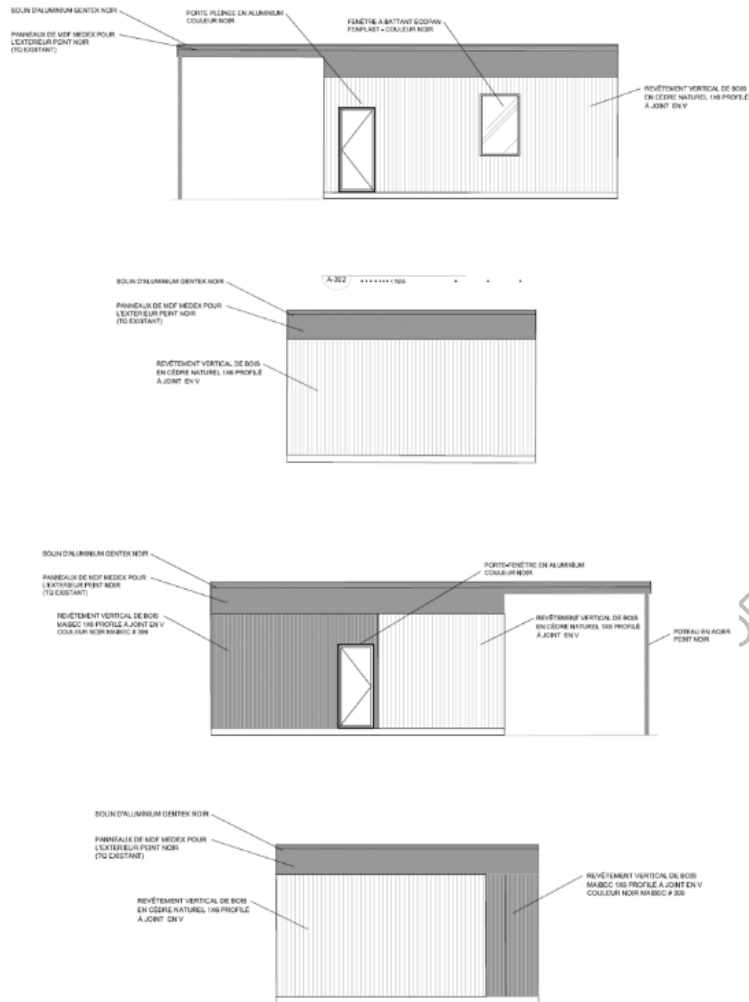 SOLIN D'ALUMINIUM GENTEK NOIR
PANNEAUX DE MDF MEDEX POUR
L'EXTERIEUR PEINT NOIR
(TQ EXISTANT)
PORTE PLEINCE EN ALUMINIUM
COULEUR NOIR
FENÊTRE A BATTANT ECOPAN
FENPLAST - COULEUR NOIR
REVÊTEMENT VERTICAL DE BOIS
EN CÈDRE NATUREL 1X6 PROFILÉ
À JOINT EN V
A-302
SOLIN D'ALUMINIUM GENTEK NOIR
PANNEAUX DE MDF MEDEX POUR
L'EXTERIEUR PEINT NOIR
(TQ EXISTANT)
REVÊTEMENT VERTICAL DE BOIS
EN CÈDRE NATUREL 1X6 PROFILÉ
À JOINT EN V
SOLIN D'ALUMINIUM GENTEK NOIR
PANNEAUX DE MDF MEDEX POUR
L'EXTERIEUR PEINT NOIR
(TQ EXISTANT)
REVÊTEMENT VERTICAL DE BOIS
MAIBEC 1X6 PROFILÉ À JOINT EN V
COULEUR NOIR MAIBEC # 399
PORTE-FENÊTRE EN ALUMINIUM
COULEUR NOIR
REVÊTEMENT VERTICAL DE BOIS
EN CÈDRE NATUREL 1X6 PROFILÉ
À JOINT EN V
POTEAU EN ACIER
PEINT NOIR
SOLIN D'ALUMINIUM GENTEK NOIR
PANNEAUX DE MDF MEDEX POUR
L'EXTERIEUR PEINT NOIR
(TQ EXISTANT)
REVÊTEMENT VERTICAL DE BOIS
EN CÈDRE NATUREL 1X6 PROFILÉ
À JOINT EN V
REVÊTEMENT VERTICAL DE BOIS
MAIBEC 1X6 PROFILÉ À JOINT EN V
COULEUR NOIR MAIBEC # 399